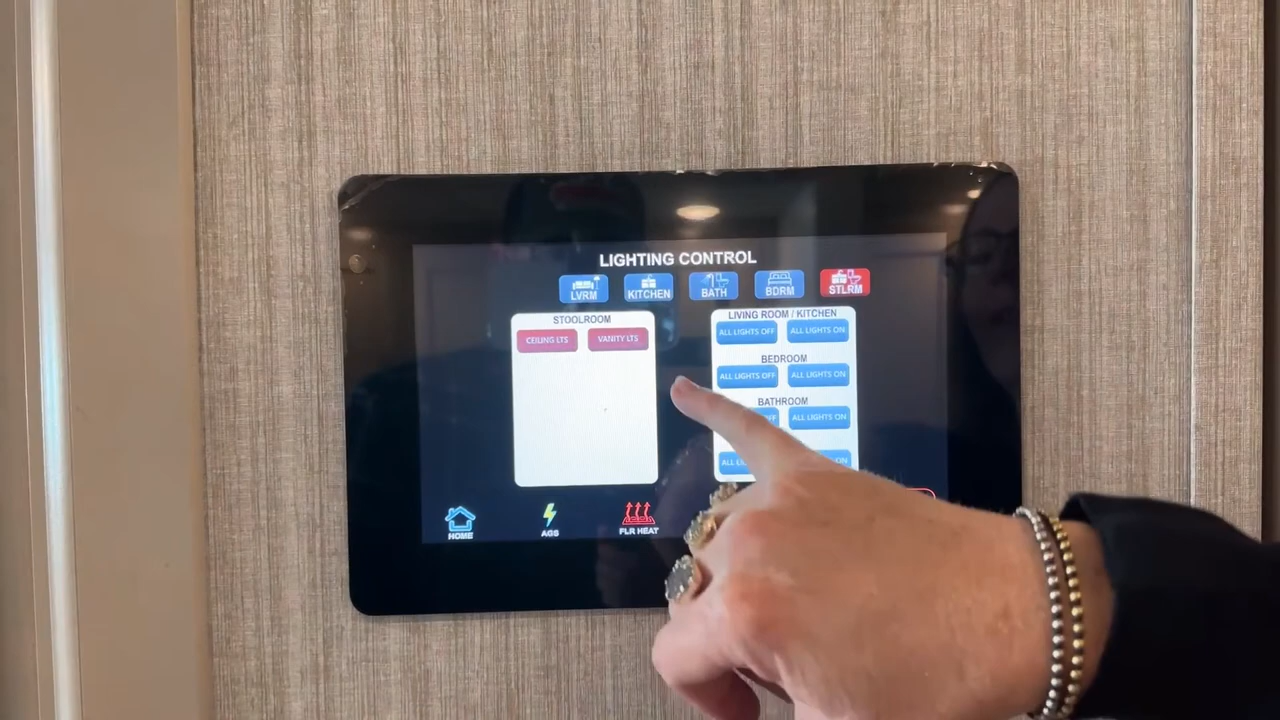 LIGHTING CONTROL
LVRM KITCHEN BATH BDRM STLRM
STOOLROOM
CEILING LTS VANITY LTS
LIVING ROOM / KITCHEN
ALL LIGHTS OFF ALL LIGHTS ON
BEDROOM
ALL LIGHTS OFF ALL LIGHTS ON
BATHROOM
ALL LIGHTS ON
ALL ON
HOME AGS FLR HEAT